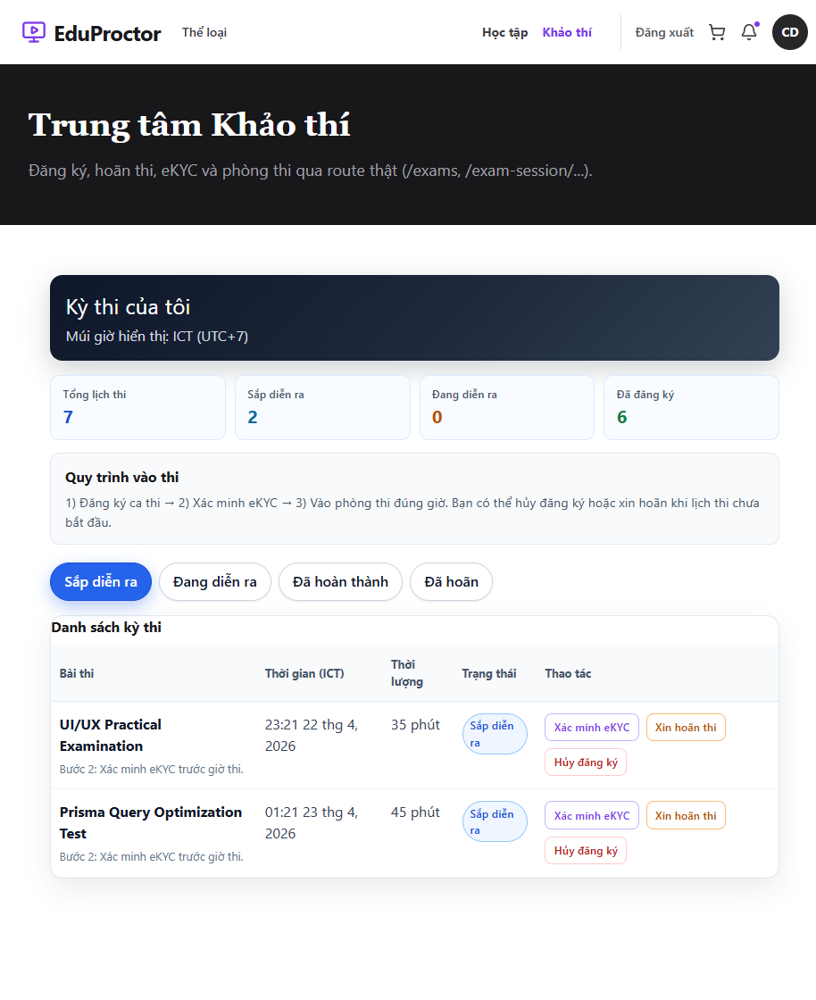 EduProctor
Thể loại
Học tập
Khảo thí
Đăng xuất
CD
Trung tâm Khảo thí
Đăng ký, hoãn thi, eKYC và phòng thi qua route thật (/exams, /exam-session/...).
Kỳ thi của tôi
Múi giờ hiển thị: ICT (UTC+7)
Tổng lịch thi
7
Sắp diễn ra
2
Đang diễn ra
0
Đã đăng ký
6
Quy trình vào thi
1) Đăng ký ca thi → 2) Xác minh eKYC → 3) Vào phòng thi đúng giờ. Bạn có thể hủy đăng ký hoặc xin hoãn khi lịch thi chưa
bắt đầu.
Sắp diễn ra
Đang diễn ra
Đã hoàn thành
Đã hoãn
Danh sách kỳ thi
Bài thi
Thời gian (ICT)
Thời
lượng
Trạng thái
Thao tác
UI/UX Practical
Examination
Bước 2: Xác minh eKYC trước giờ thi.
23:21 22 thg 4,
2026
35 phút
Sắp diễn
ra
Xác minh eKYC
Xin hoãn thi
Hủy đăng ký
Prisma Query Optimization
Test
Bước 2: Xác minh eKYC trước giờ thi.
01:21 23 thg 4,
2026
45 phút
Sắp diễn
ra
Xác minh eKYC
Xin hoãn thi
Hủy đăng ký